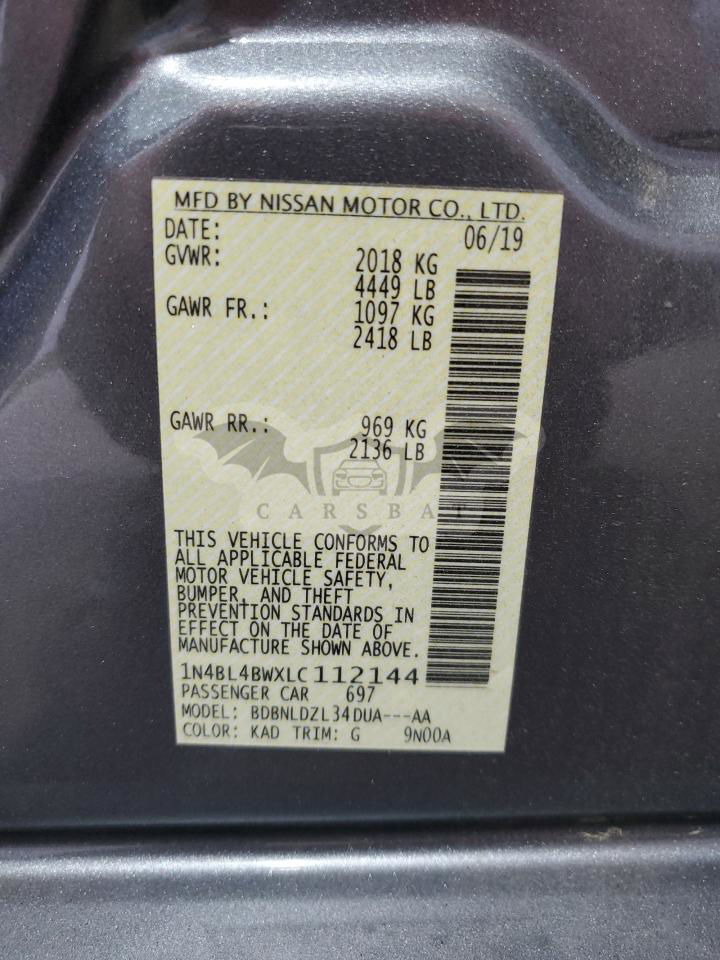 MFD BY NISSAN MOTOR CO., LTD.
DATE: 06/19
GVWR: 2018 KG
4449 LB
GAWR FR.: 1097 KG
2418 LB
GAWR RR.: 969 KG
2136 LB
CARSBAT
THIS VEHICLE CONFORMS TO
ALL APPLICABLE FEDERAL
MOTOR VEHICLE SAFETY,
BUMPER, AND THEFT
PREVENTION STANDARDS IN
EFFECT ON THE DATE OF
MANUFACTURE SHOWN ABOVE.
1N4BL4BWXLC112144
PASSENGER CAR 697
MODEL: BDBNLDZL34DUA---AA
COLOR: KAD TRIM: G 9N00A